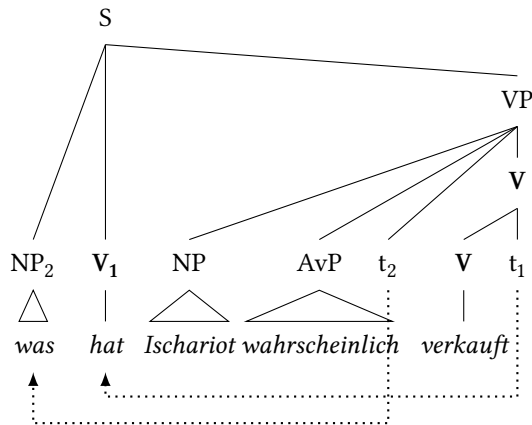 S
VP
V
NP₂ V₁ NP AvP t₂ V t₁
was hat Ischariot wahrscheinlich verkauft